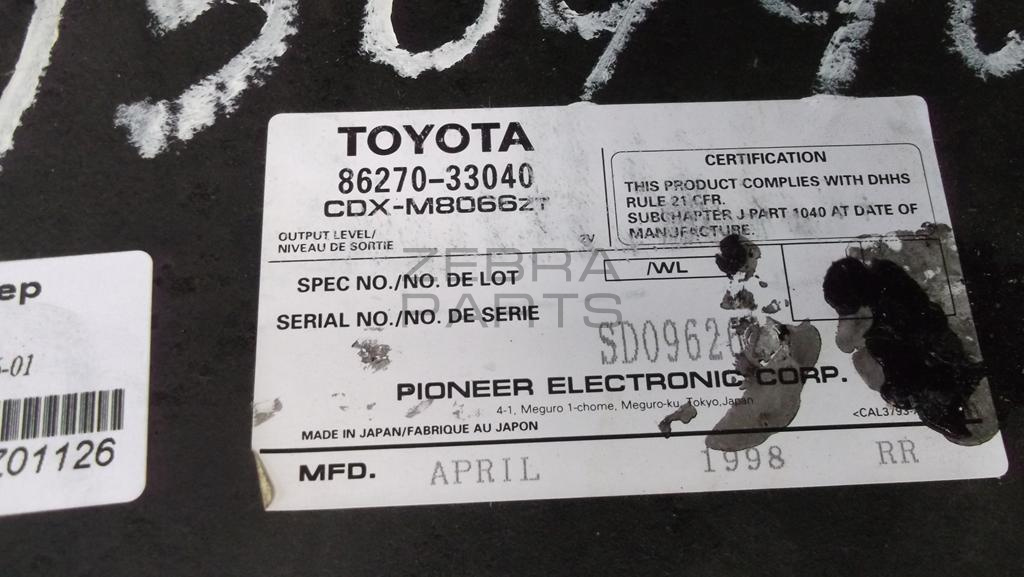 TOYOTA
86270-33040
CDX-M8066ZT
OUTPUT LEVEL/
NIVEAU DE SORTIE
2V
CERTIFICATION
THIS PRODUCT COMPLIES WITH DHHS
RULE 21 CFR.
SUBCHAPTER J PART 1040 AT DATE OF
MANUFACTURE.
ZEBRA
PARTS
SPEC NO./NO. DE LOT
/WL
SERIAL NO./NO. DE SERIE
SD0962
PIONEER ELECTRONIC CORP.
4-1, Meguro 1-chome, Meguro-ku, Tokyo, Japan
MADE IN JAPAN/FABRIQUE AU JAPON
<CAL3793-
MFD.
APRIL
1998
RR
ep
-01
Z01126